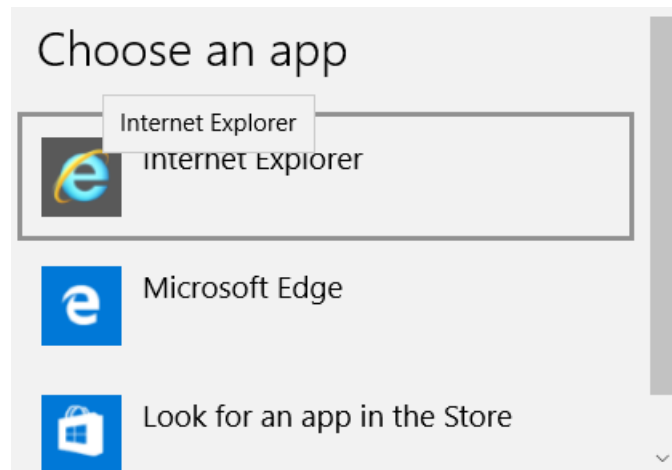 Choose an app
Internet Explorer
Internet Explorer
Microsoft Edge
Look for an app in the Store